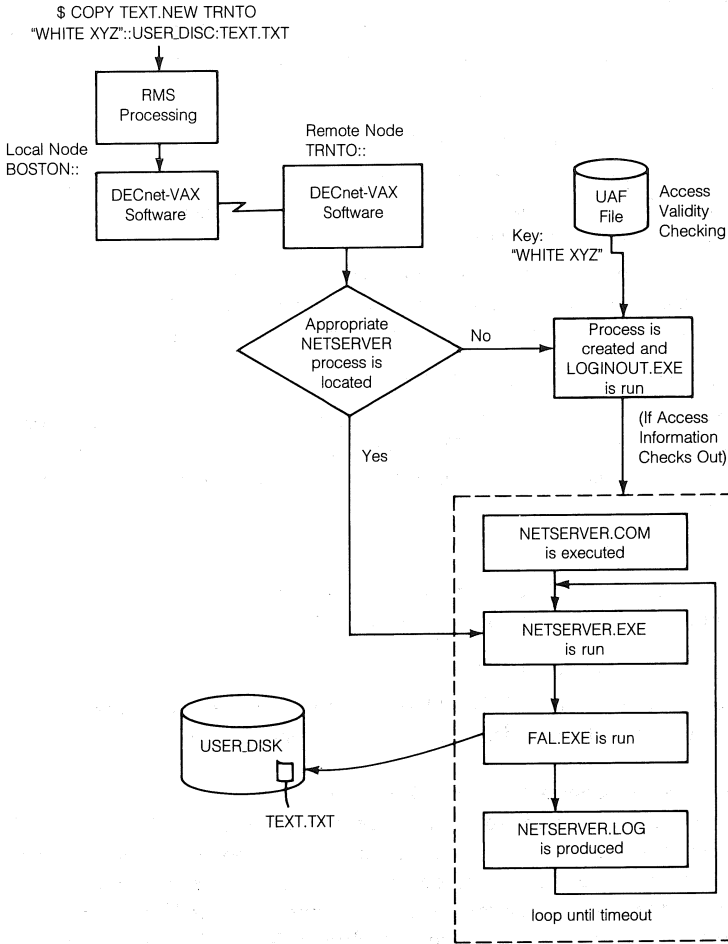 $ COPY TEXT.NEW TRNTO
"WHITE XYZ"::USER_DISC:TEXT.TXT
RMS
Processing
Local Node
BOSTON::
DECnet-VAX
Software
Remote Node
TRNTO::
DECnet-VAX
Software
UAF
File
Access
Validity
Checking
Key:
"WHITE XYZ"
Appropriate
NETSERVER
process is
located
No
Process is
created and
LOGINOUT.EXE
is run
(If Access
Information
Checks Out)
Yes
NETSERVER.COM
is executed
NETSERVER.EXE
is run
FAL.EXE is run
USER_DISK
TEXT.TXT
NETSERVER.LOG
is produced
loop until timeout